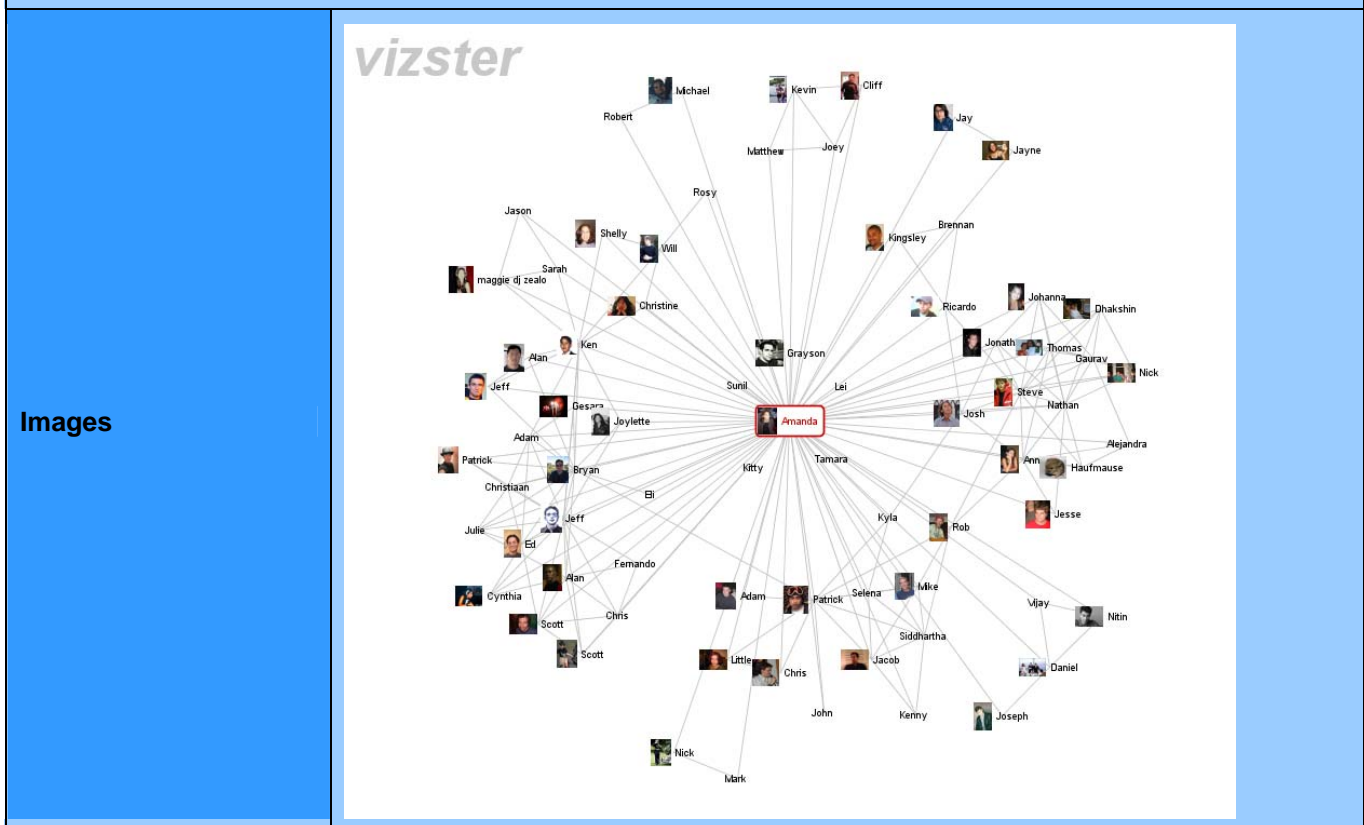 vizster
Michael
Kevin
Cliff
Robert
Jay
Matthew
Joey
Jayne
Rosy
Jason
Shelly
Will
Kingsley
Brennan
maggie dj zealo
Sarah
Christine
Ricardo
Johanna
Dhakshin
Ken
Alan
Grayson
Jonath
Thomas
Gaurav
Nick
Jeff
Sunil
Lei
Steve
Gesara
Nathan
Joylette
Amanda
Josh
Images
Adam
Alejandra
Patrick
Bryan
Kitty
Tamara
Ann
Haufmause
Christiaan
Eli
Jeff
Kyla
Rob
Jesse
Julie
Ed
Fernando
Alan
Cynthia
Adam
Patrick
Selena
Mike
Vijay
Nitin
Scott
Chris
Siddhartha
Scott
Little
Chris
Jacob
Daniel
John
Kenny
Joseph
Nick
Mark